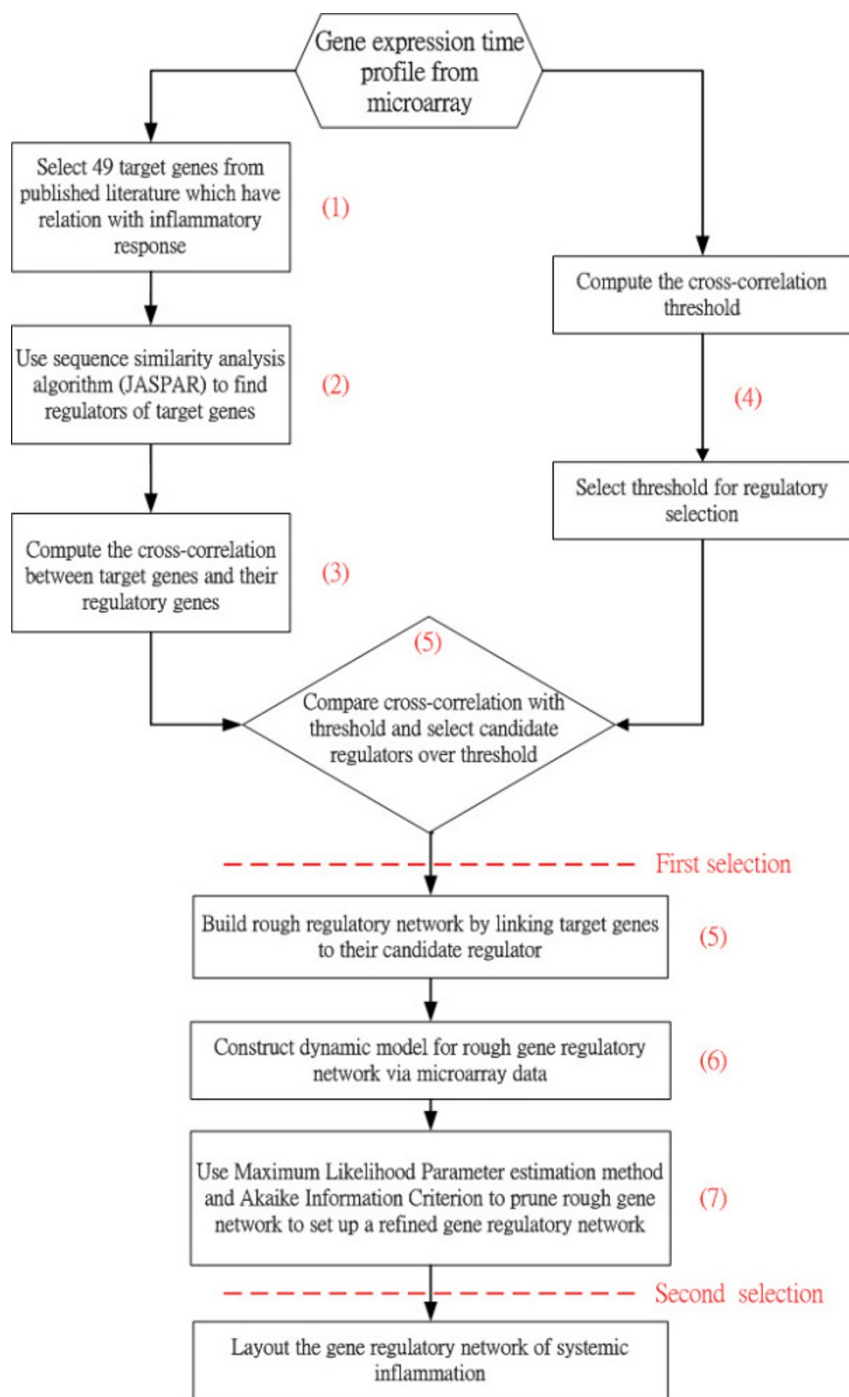 Gene expression time
profile from
microarray
Select 49 target genes from
published literature which have
relation with inflammatory
response
(1)
Use sequence similarity analysis
algorithm (JASPAR) to find
regulators of target genes
(2)
Compute the cross-correlation
between target genes and their
regulatory genes
(3)
Compute the cross-correlation
threshold
(4)
Select threshold for regulatory
selection
(5)
Compare cross-correlation with
threshold and select candidate
regulators over threshold
First selection
Build rough regulatory network by linking target genes
to their candidate regulator
(5)
Construct dynamic model for rough gene regulatory
network via microarray data
(6)
Use Maximum Likelihood Parameter estimation method
and Akaike Information Criterion to prune rough gene
network to set up a refined gene regulatory network
(7)
Second selection
Layout the gene regulatory network of systemic
inflammation